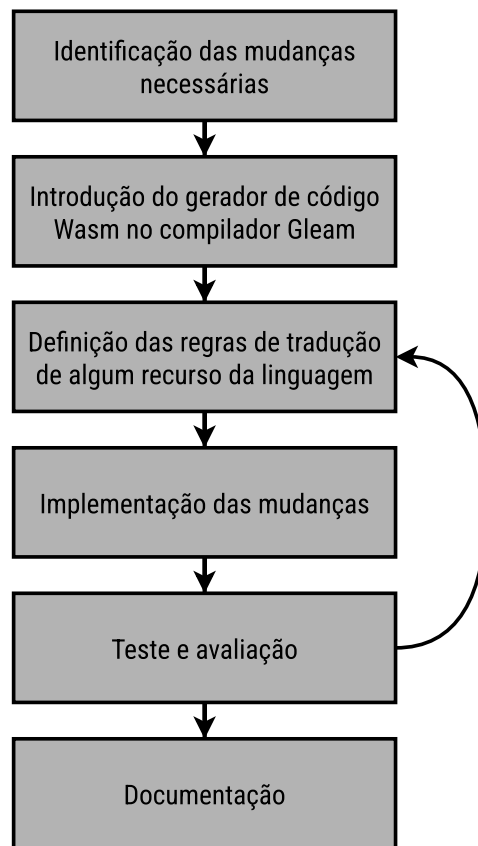 Identificação das mudanças
necessárias
Introdução do gerador de código
Wasm no compilador Gleam
Definição das regras de tradução
de algum recurso da linguagem
Implementação das mudanças
Teste e avaliação
Documentação